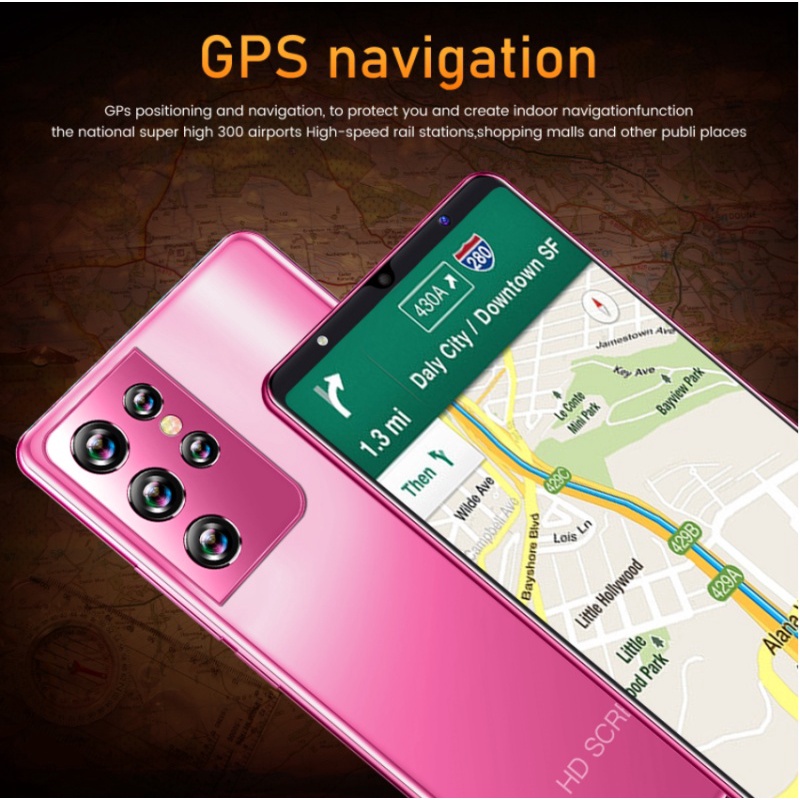 GPS navigation
GPs positioning and navigation, to protect you and create indoor navigationfunction
the national super high 300 airports High-speed rail stations,shopping malls and other publi places
280
430A
Daly City / Downtown SF
1.3 mi
Then
Jamestown Ave
Key Ave
Le Conte
Mini Park
Bayview Park
429C
Wilde Ave
Campbell Ave
Lois Ln
Bayshore Blvd
429B
429A
Little Hollywood
Little
ood Park
Alana
HD SCRE